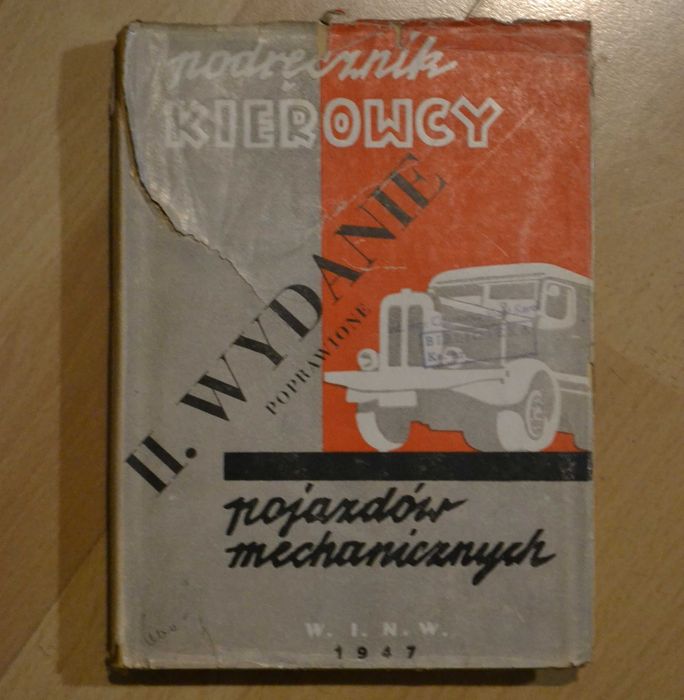 podręcznik
KIEROWCY
II. WYDANIE
POPRAWIONE
pojazdów
mechanicznych
W. I. N. W.
1947